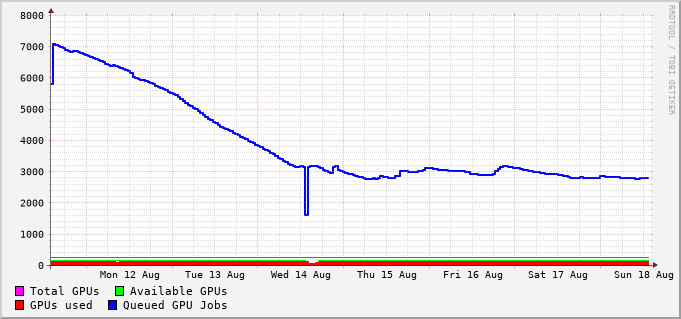 8000
7000
6000
5000
4000
3000
2000
1000
0
Mon 12 Aug Tue 13 Aug Wed 14 Aug Thu 15 Aug Fri 16 Aug Sat 17 Aug Sun 18 Aug
Total GPUs Available GPUs
GPUs used Queued GPU Jobs
RRDTOOL / TOBI OETIKER